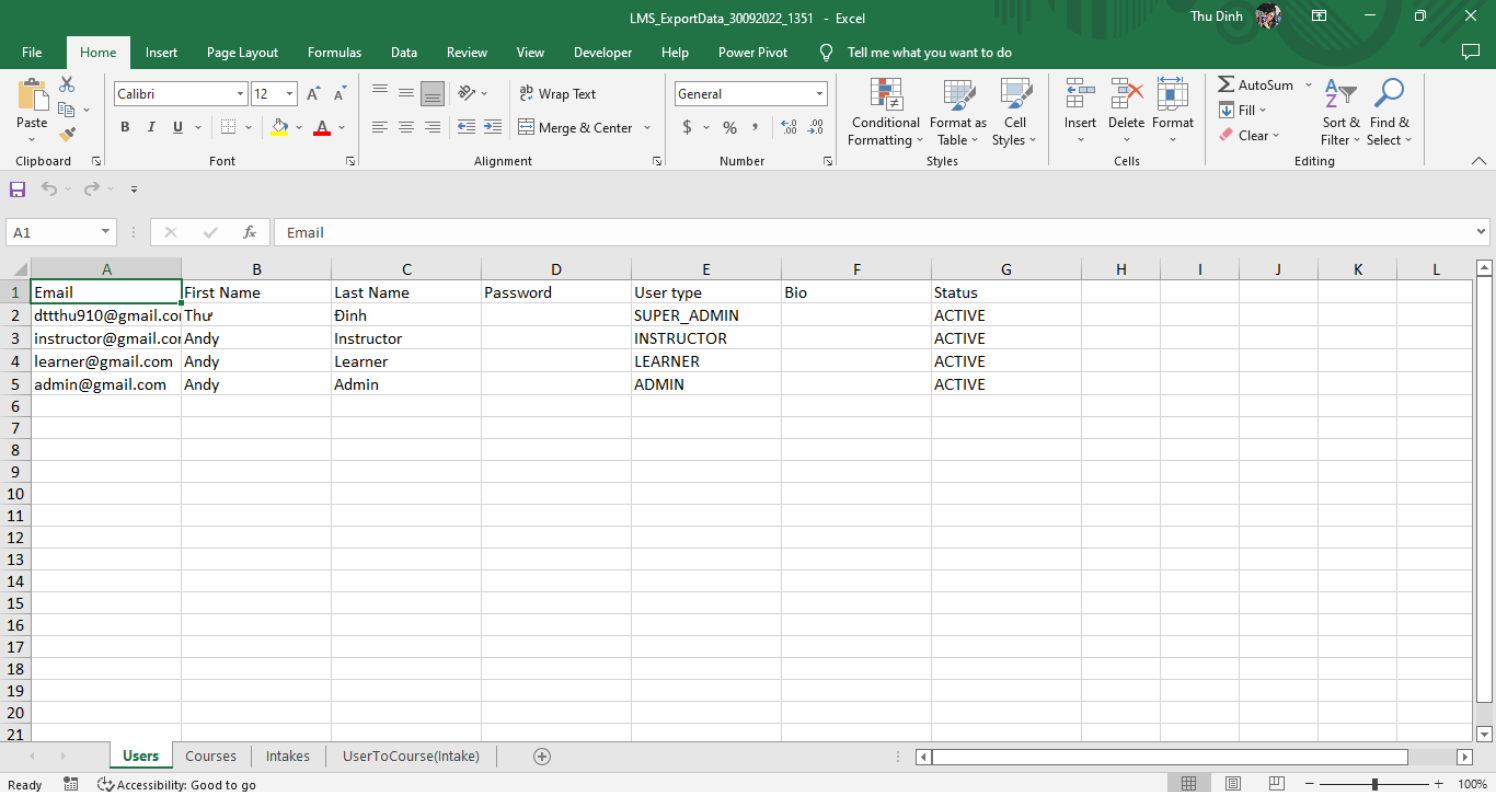 LMS_ExportData_30092022_1351 - Excel
Thu Dinh
File Home Insert Page Layout Formulas Data Review View Developer Help Power Pivot Tell me what you want to do
Calibri 12 Wrap Text General AutoSum
Paste B I U Merge & Center $ % Conditional Formatting Format as Table Cell Styles Insert Delete Format Fill Clear Sort & Filter Find & Select
Clipboard Font Alignment Number Styles Cells Editing
A1 fx Email
A B C D E F G H I J K L
1 Email First Name Last Name Password User type Bio Status
2 dttthu910@gmail.co Thư Đinh SUPER_ADMIN ACTIVE
3 instructor@gmail.co Andy Instructor INSTRUCTOR ACTIVE
4 learner@gmail.com Andy Learner LEARNER ACTIVE
5 admin@gmail.com Andy Admin ADMIN ACTIVE
6
7
8
9
10
11
12
13
14
15
16
17
18
19
20
21
Users Courses Intakes UserToCourse(Intake)
Ready Accessibility: Good to go 100%